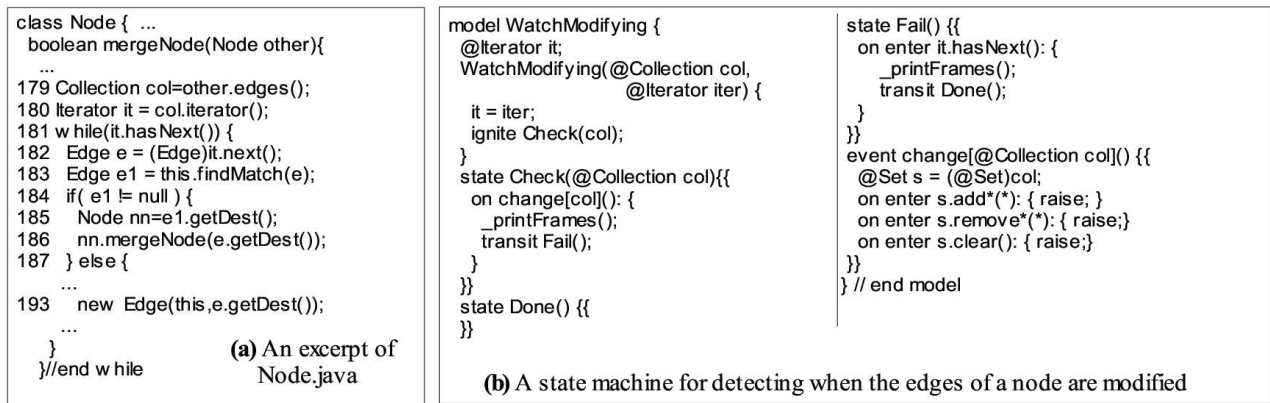 class Node { ...
boolean mergeNode(Node other){
...
179 Collection col=other.edges();
180 Iterator it = col.iterator();
181 while(it.hasNext()) {
182 Edge e = (Edge)it.next();
183 Edge e1 = this.findMatch(e);
184 if( e1 != null ) {
185 Node nn=e1.getDest();
186 nn.mergeNode(e.getDest());
187 } else {
...
193 new Edge(this,e.getDest());
...
}
}//end while
(a) An excerpt of
Node.java
model WatchModifying {
@Iterator it;
WatchModifying(@Collection col,
@Iterator iter) {
it = iter;
ignite Check(col);
}
state Check(@Collection col){{
on change[col](): {
_printFrames();
transit Fail();
}
}}
state Done() {{
}}
state Fail() {{
on enter it.hasNext(): {
_printFrames();
transit Done();
}
}}
event change[@Collection col]() {{
@Set s = (@Set)col;
on enter s.add*(*): { raise; }
on enter s.remove*(*): { raise;}
on enter s.clear(): { raise;}
}}
} // end model
(b) A state machine for detecting when the edges of a node are modified